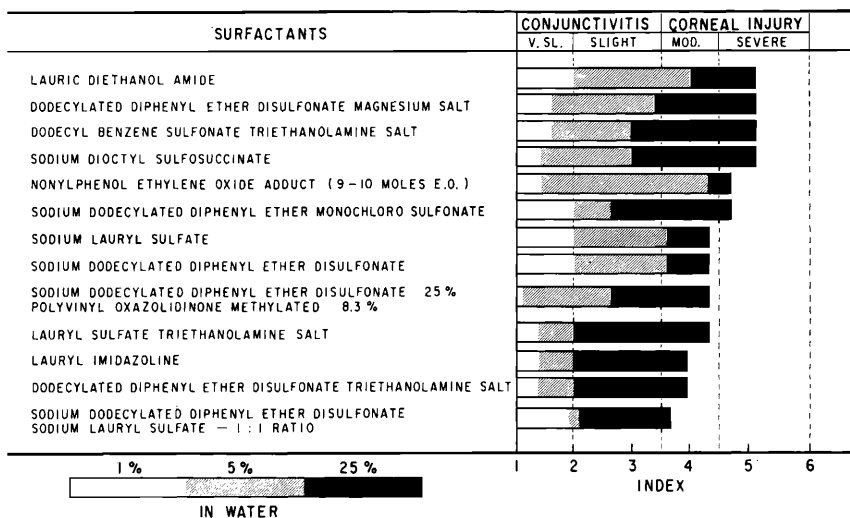 SURFACTANTS
CONJUNCTIVITIS CORNEAL INJURY
V. SL. SLIGHT MOD. SEVERE
LAURIC DIETHANOL AMIDE
DODECYLATED DIPHENYL ETHER DISULFONATE MAGNESIUM SALT
DODECYL BENZENE SULFONATE TRIETHANOLAMINE SALT
SODIUM DIOCTYL SULFOSUCCINATE
NONYLPHENOL ETHYLENE OXIDE ADDUCT (9-10 MOLES E.O.)
SODIUM DODECYLATED DIPHENYL ETHER MONOCHLORO SULFONATE
SODIUM LAURYL SULFATE
SODIUM DODECYLATED DIPHENYL ETHER DISULFONATE
SODIUM DODECYLATED DIPHENYL ETHER DISULFONATE 25%
POLYVINYL OXAZOLIDINONE METHYLATED 8.3%
LAURYL SULFATE TRIETHANOLAMINE SALT
LAURYL IMIDAZOLINE
DODECYLATED DIPHENYL ETHER DISULFONATE TRIETHANOLAMINE SALT
SODIUM DODECYLATED DIPHENYL ETHER DISULFONATE
SODIUM LAURYL SULFATE — 1:1 RATIO
1% 5% 25%
IN WATER
1 2 3 4 5 6
INDEX